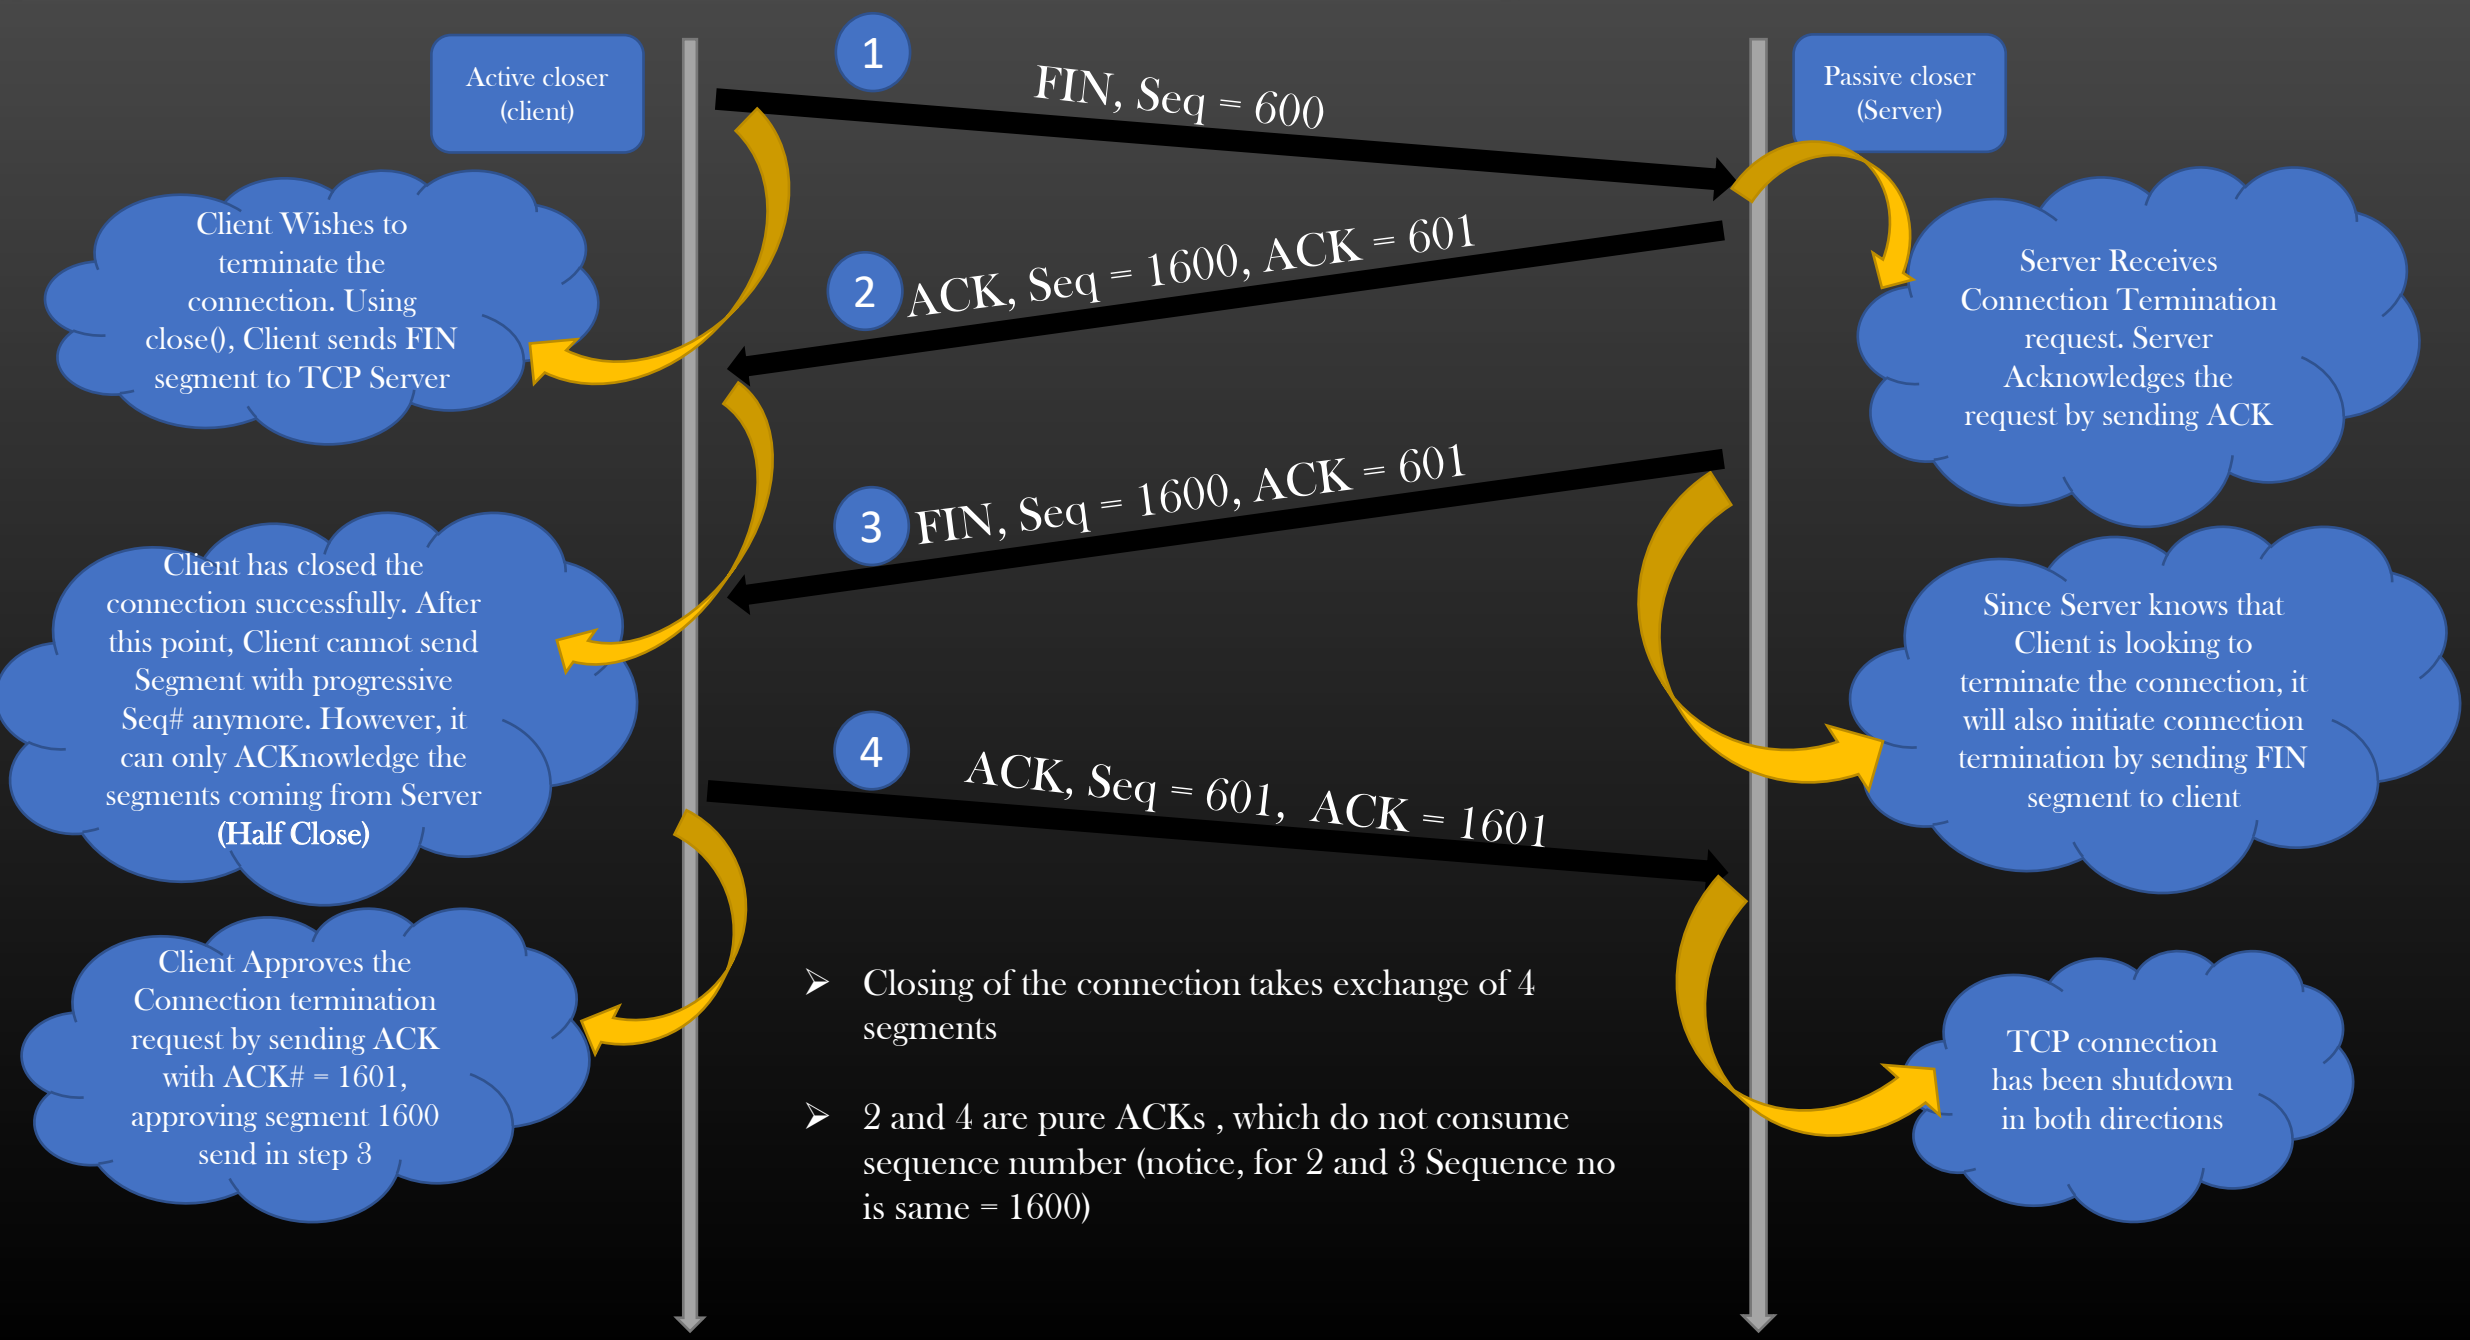 Active closer
(client)
1
FIN, Seq = 600
Passive closer
(Server)
Client Wishes to
terminate the
connection. Using
close(), Client sends FIN
segment to TCP Server
2
ACK, Seq = 1600, ACK = 601
Server Receives
Connection Termination
request. Server
Acknowledges the
request by sending ACK
3
FIN, Seq = 1600, ACK = 601
Client has closed the
connection successfully. After
this point, Client cannot send
Segment with progressive
Seq# anymore. However, it
can only ACKnowledge the
segments coming from Server
(Half Close)
Since Server knows that
Client is looking to
terminate the connection, it
will also initiate connection
termination by sending FIN
segment to client
4
ACK, Seq = 601, ACK = 1601
Client Approves the
Connection termination
request by sending ACK
with ACK# = 1601,
approving segment 1600
send in step 3
➢ Closing of the connection takes exchange of 4
segments
➢ 2 and 4 are pure ACKs , which do not consume
sequence number (notice, for 2 and 3 Sequence no
is same = 1600)
TCP connection
has been shutdown
in both directions